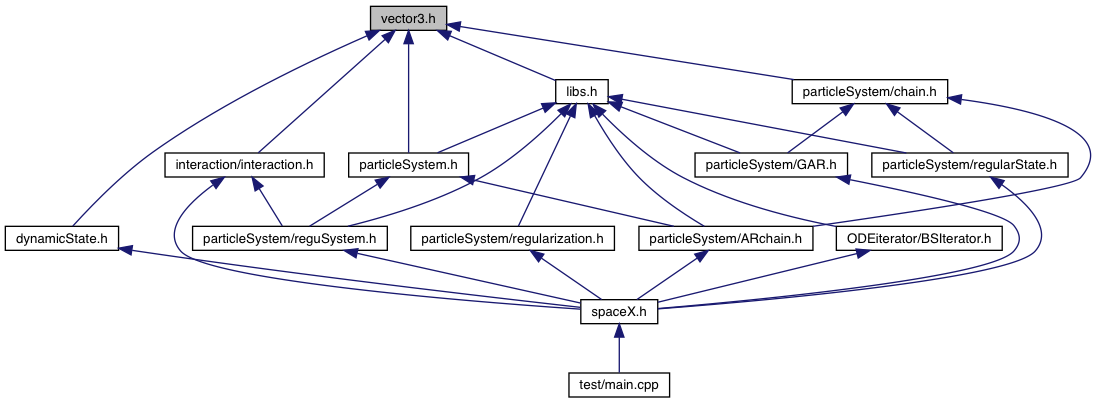 vector3.h
libs.h
particleSystem/chain.h
interaction/interaction.h
particleSystem.h
particleSystem/GAR.h
particleSystem/regularState.h
dynamicState.h
particleSystem/reguSystem.h
particleSystem/regularization.h
particleSystem/ARchain.h
ODEiterator/BSIterator.h
spaceX.h
test/main.cpp